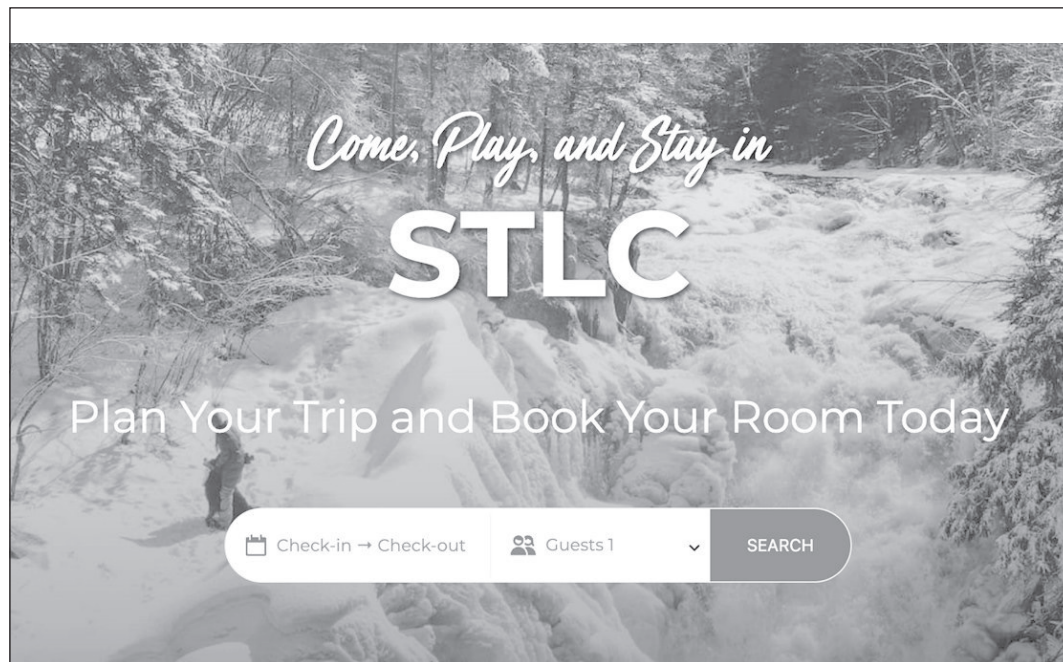 Come, Play, and Stay in
STLC
Plan Your Trip and Book Your Room Today
Check-in → Check-out
Guests 1
SEARCH